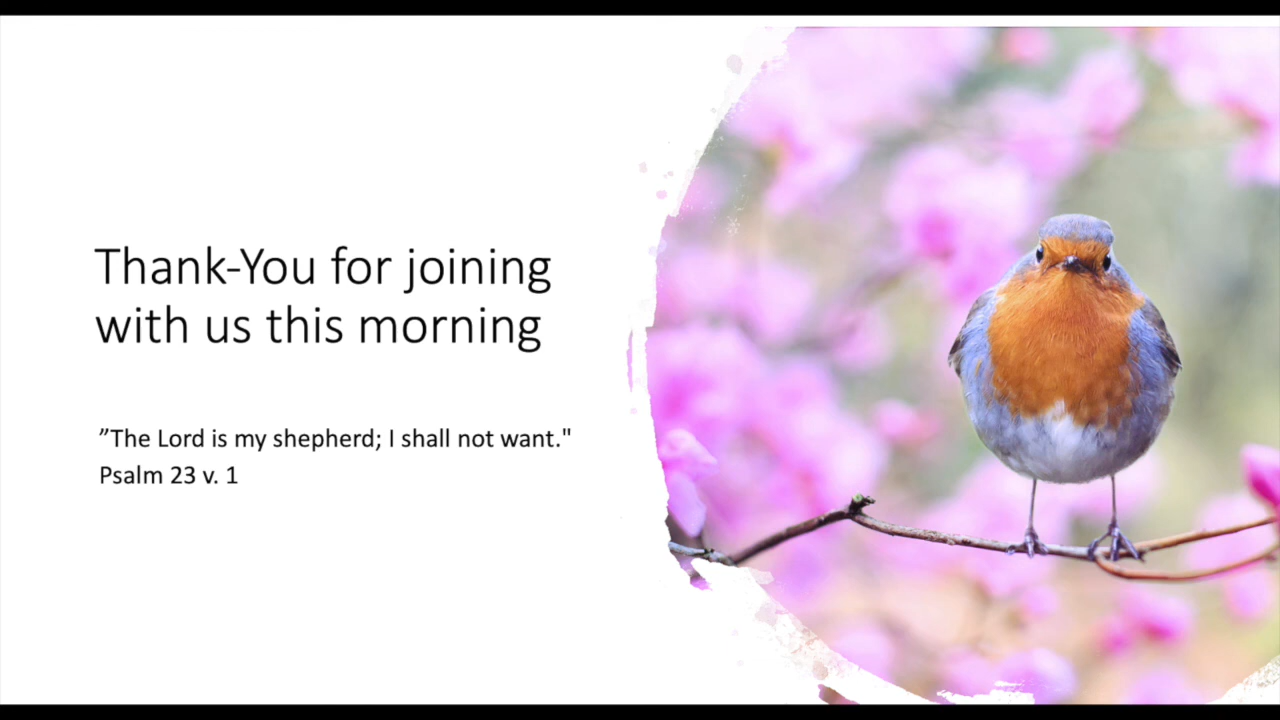 Thank-You for joining
with us this morning
”The Lord is my shepherd; I shall not want."
Psalm 23 v. 1